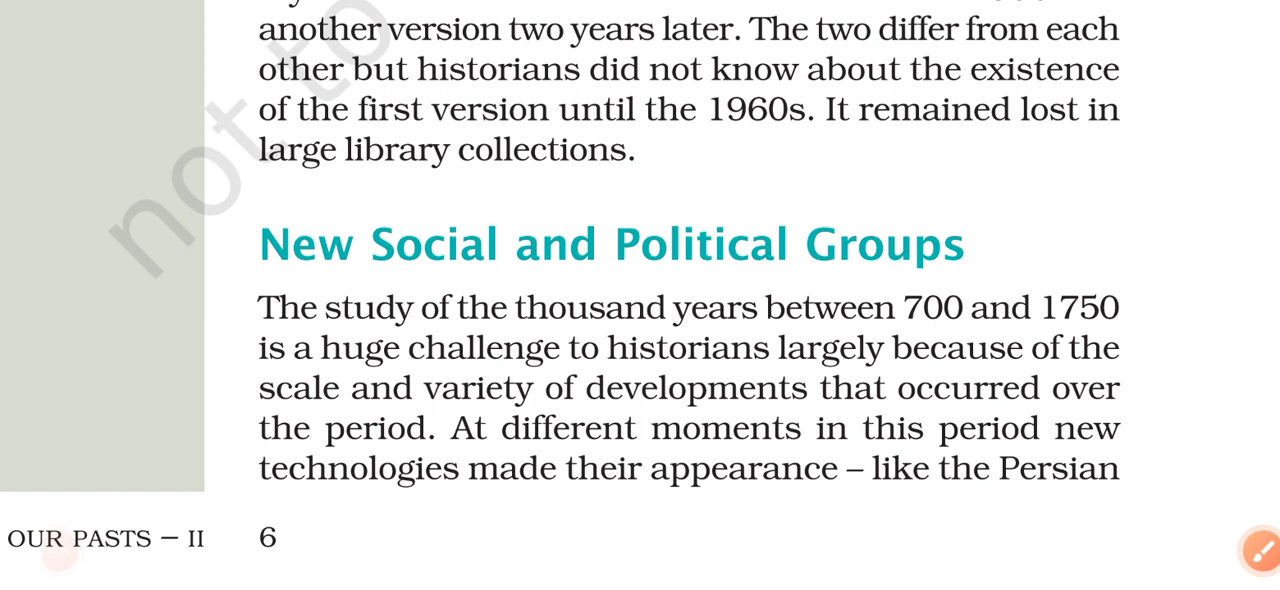 another version two years later. The two differ from each
other but historians did not know about the existence
of the first version until the 1960s. It remained lost in
large library collections.
not to
New Social and Political Groups
The study of the thousand years between 700 and 1750
is a huge challenge to historians largely because of the
scale and variety of developments that occurred over
the period. At different moments in this period new
technologies made their appearance – like the Persian
OUR PASTS – II 6